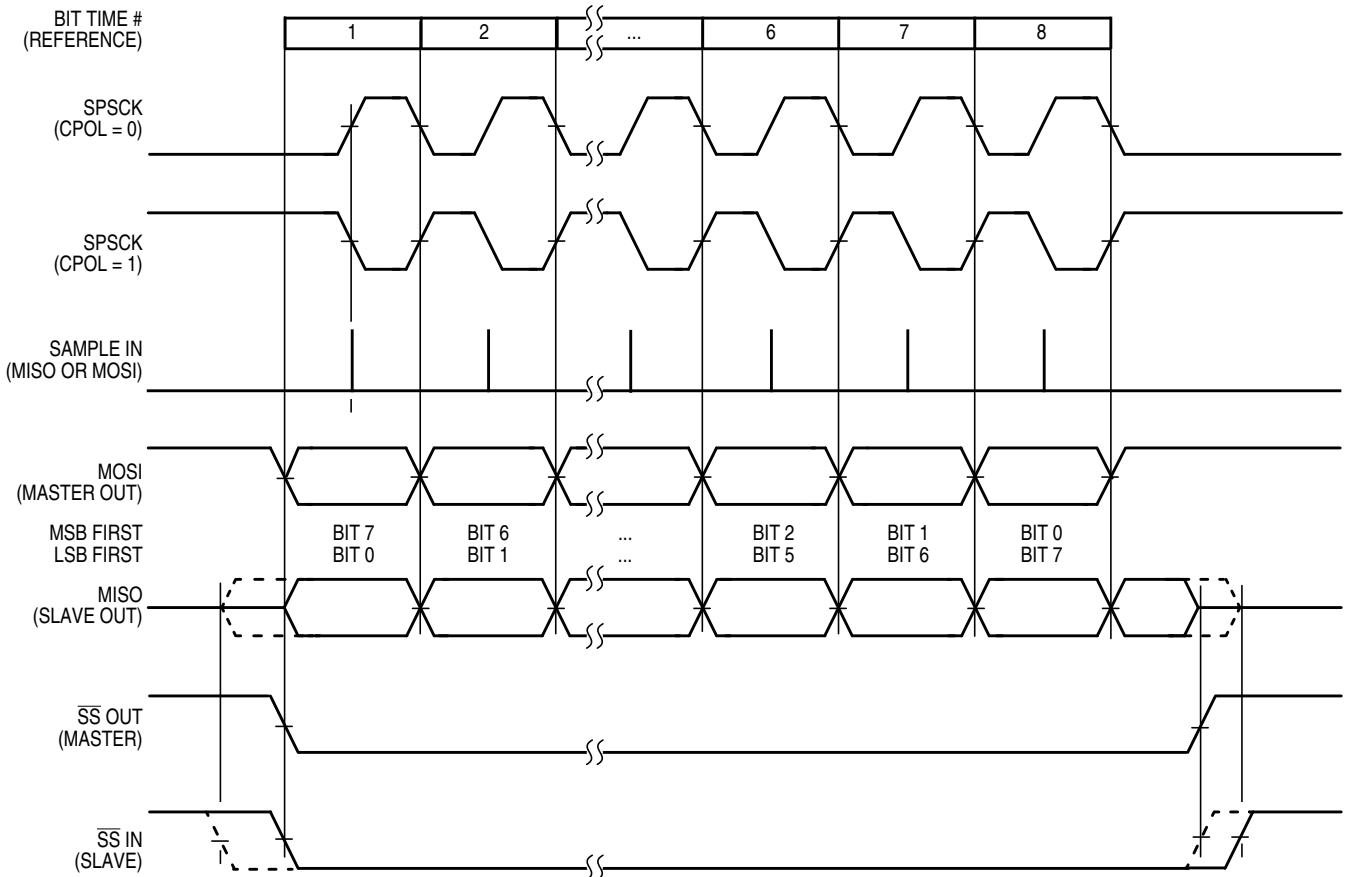 BIT TIME #
(REFERENCE)
1 2 ... 6 7 8
SPSCK
(CPOL = 0)
SPSCK
(CPOL = 1)
SAMPLE IN
(MISO OR MOSI)
MOSI
(MASTER OUT)
MSB FIRST BIT 7 BIT 6 ... BIT 2 BIT 1 BIT 0
LSB FIRST BIT 0 BIT 1 ... BIT 5 BIT 6 BIT 7
MISO
(SLAVE OUT)
S̅S̅ OUT
(MASTER)
S̅S̅ IN
(SLAVE)